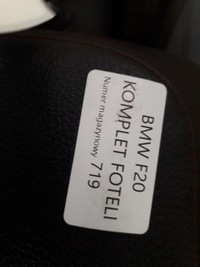 BMW F20
KOMPLET FOTELI
Numer magazynowy 719